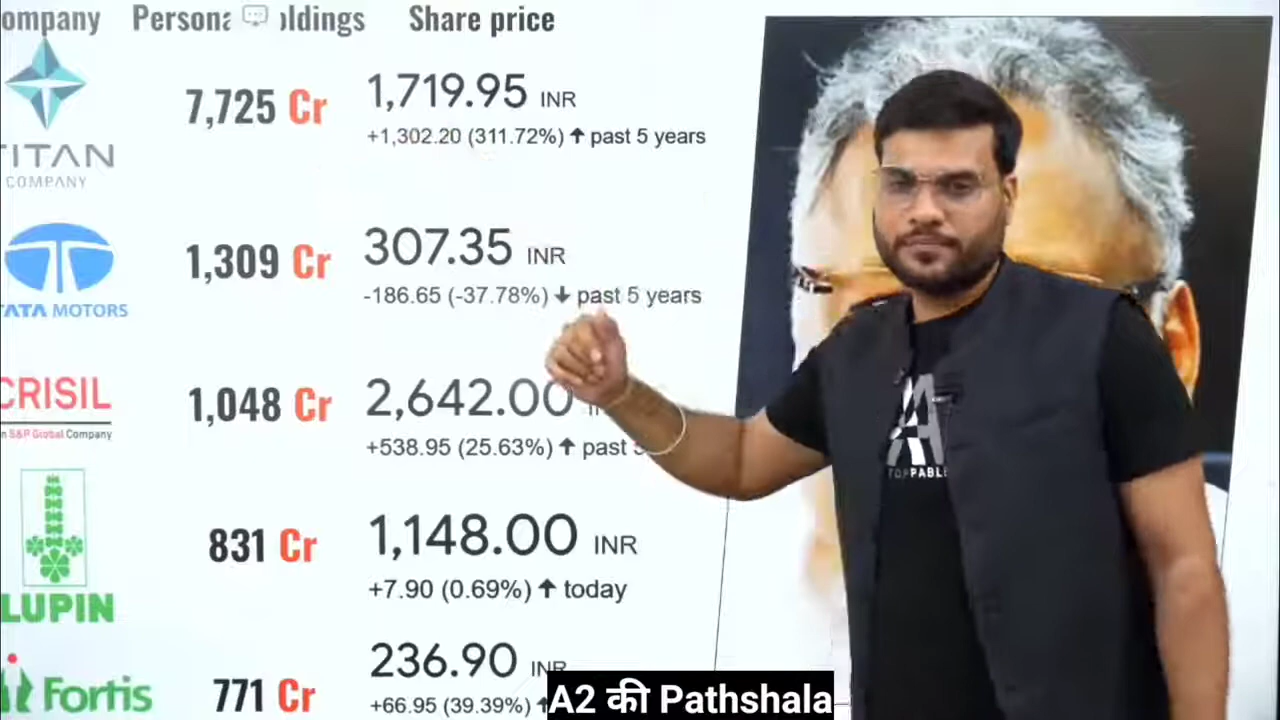 ompany Persona ldings Share price
TITAN
COMPANY
7,725 Cr
1,719.95 INR
+1,302.20 (311.72%) ↑ past 5 years
TATA MOTORS
1,309 Cr
307.35 INR
-186.65 (-37.78%) ↓ past 5 years
CRISIL
n S&P Global Company
1,048 Cr
2,642.00
+538.95 (25.63%) ↑ past
LUPIN
831 Cr
1,148.00 INR
+7.90 (0.69%) ↑ today
Fortis
771 Cr
236.90 INR
+66.95 (39.39%) ↑
TOPPABLE
A2 की Pathshala